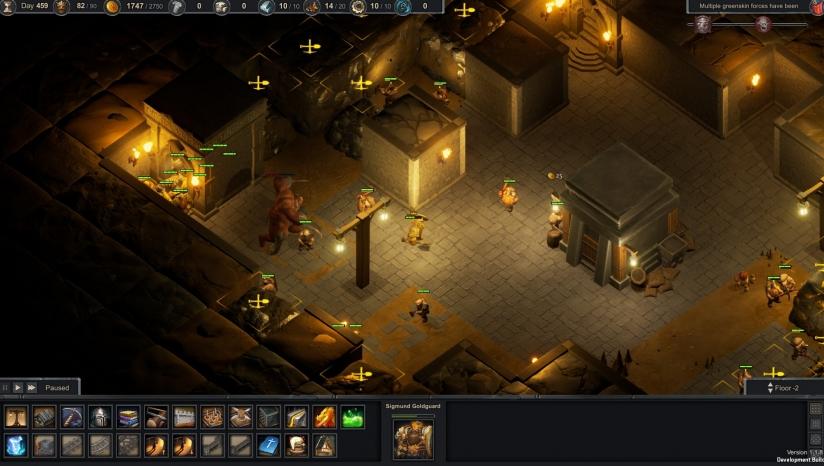 Day 459 82 / 90 1747 / 2750 0 0 10 / 10 14 / 20 10 / 10 0
Multiple greenskin forces have been
25
Paused
Floor -2
Sigmund Goldguard
Version 1.1.8
Development Build